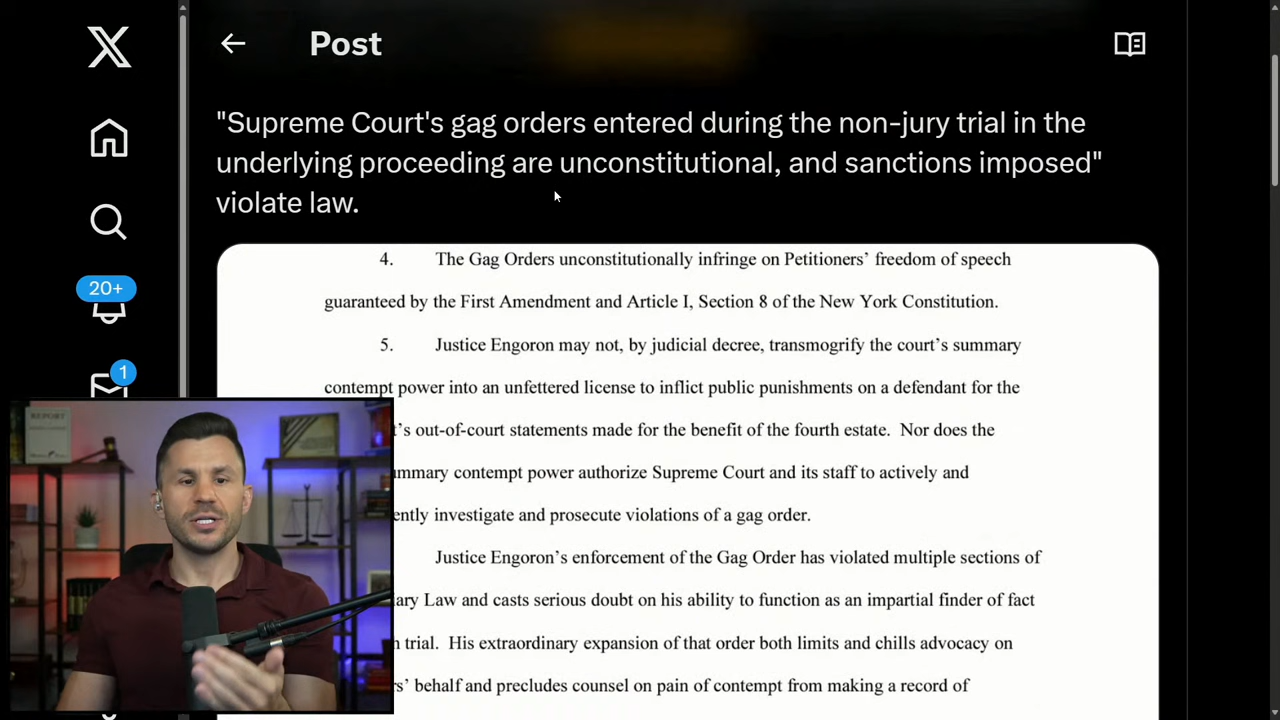 Post
"Supreme Court's gag orders entered during the non-jury trial in the
underlying proceeding are unconstitutional, and sanctions imposed"
violate law.
20+
1
4. The Gag Orders unconstitutionally infringe on Petitioners' freedom of speech
guaranteed by the First Amendment and Article I, Section 8 of the New York Constitution.
5. Justice Engoron may not, by judicial decree, transmogrify the court's summary
contempt power into an unfettered license to inflict public punishments on a defendant for the
out-of-court statements made for the benefit of the fourth estate. Nor does the
contempt power authorize Supreme Court and its staff to actively and
investigate and prosecute violations of a gag order.
Justice Engoron's enforcement of the Gag Order has violated multiple sections of
Law and casts serious doubt on his ability to function as an impartial finder of fact
trial. His extraordinary expansion of that order both limits and chills advocacy on
behalf and precludes counsel on pain of contempt from making a record of
REPORT